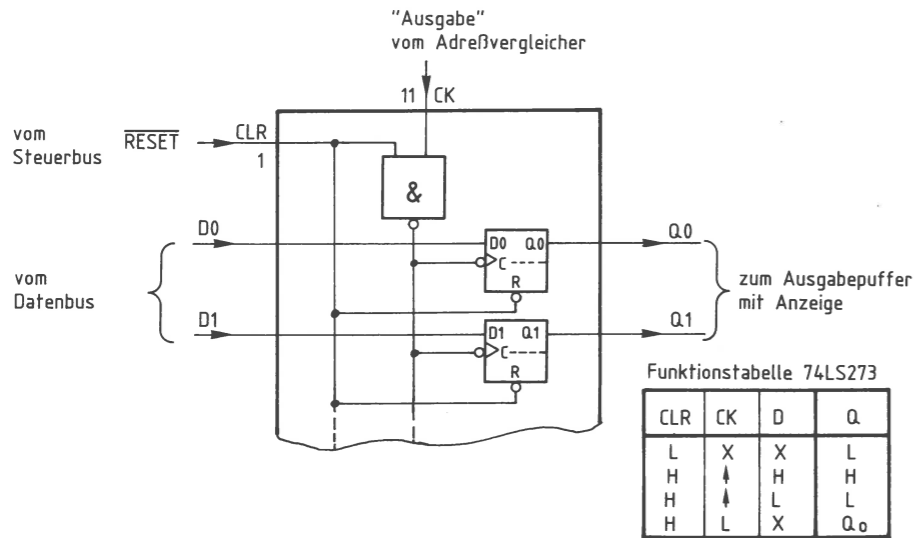 "Ausgabe"
vom Adreßvergleicher
11 CK
vom
Steuerbus
RESET
CLR
1
&
D0
D0 Q0
C
R
Q0
vom
Datenbus
zum Ausgabepuffer
mit Anzeige
D1
D1 Q1
C
R
Q1
Funktionstabelle 74LS273
CLR CK D Q
L X X L
H ↑ H H
H ↑ L L
H L X Q₀